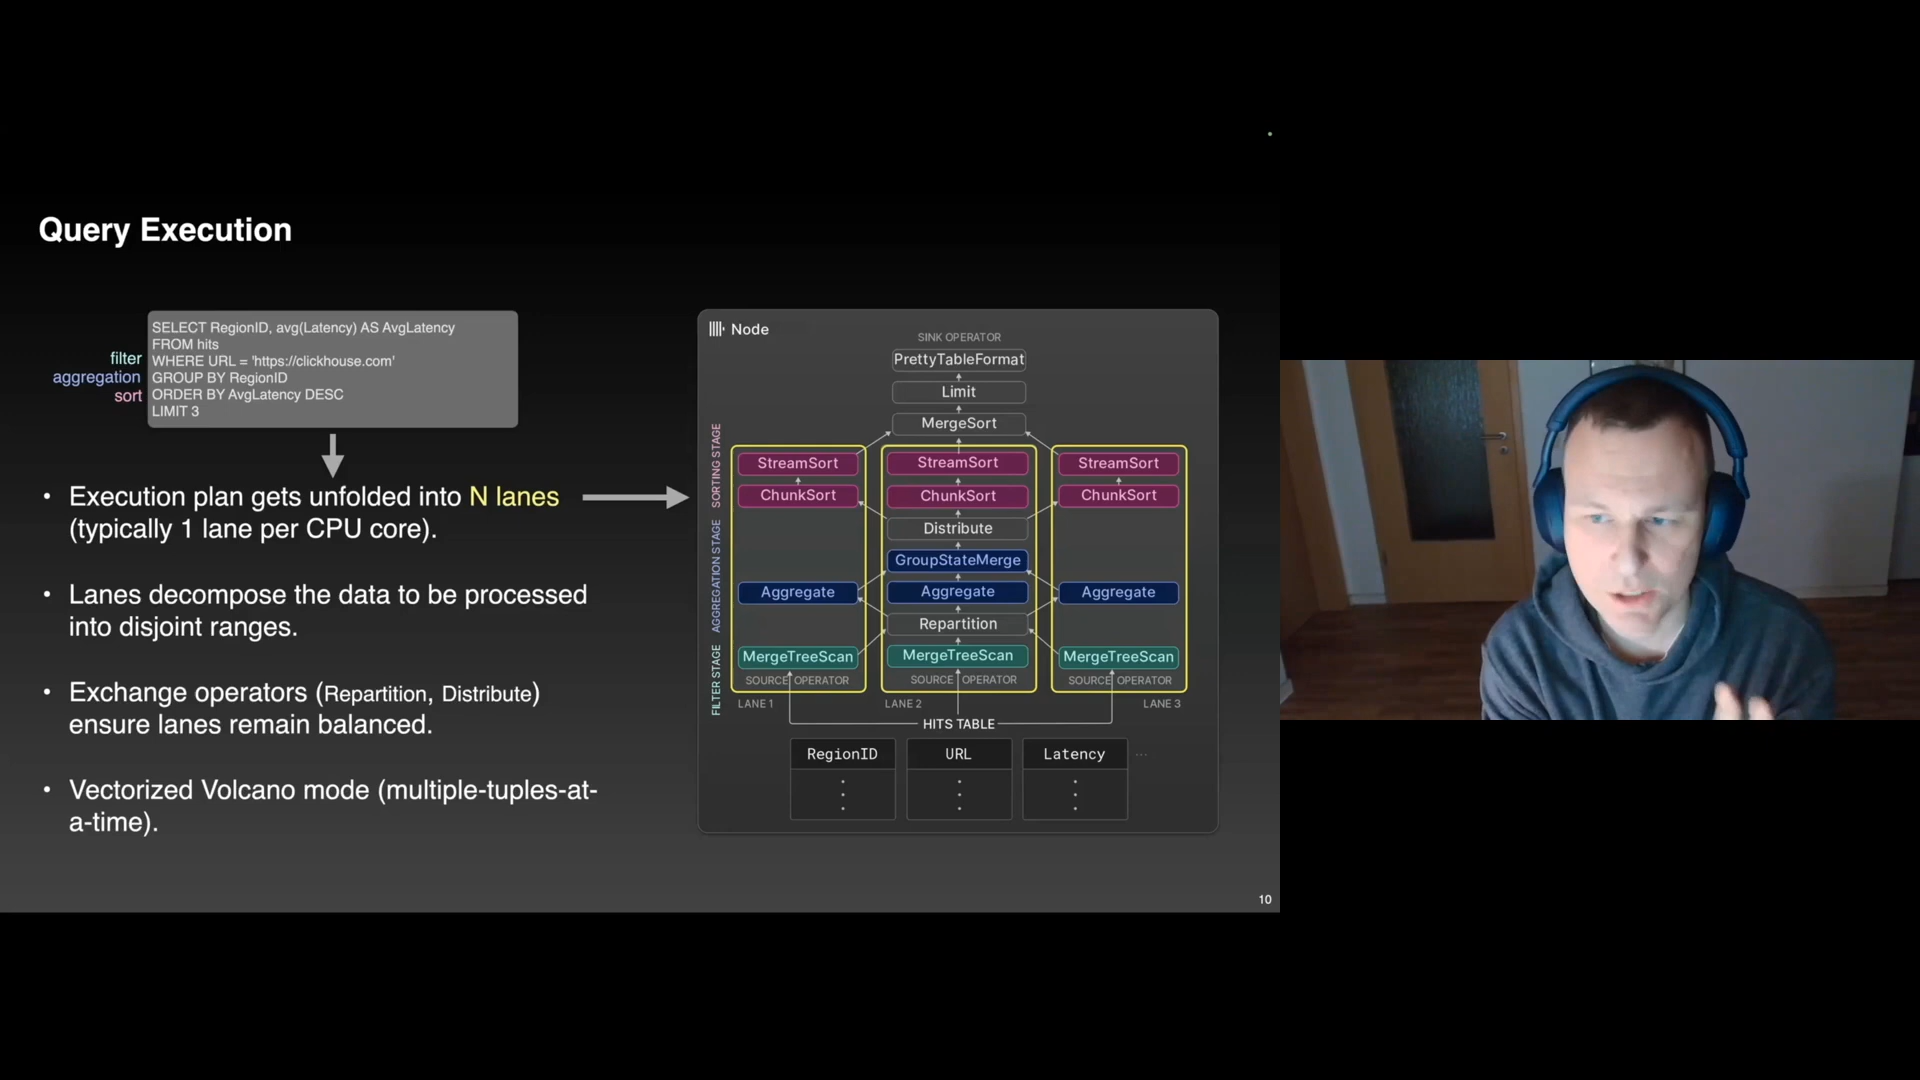 Query Execution
filter
aggregation
sort
SELECT RegionID, avg(Latency) AS AvgLatency
FROM hits
WHERE URL = 'https://clickhouse.com'
GROUP BY RegionID
ORDER BY AvgLatency DESC
LIMIT 3
• Execution plan gets unfolded into N lanes
(typically 1 lane per CPU core).
• Lanes decompose the data to be processed
into disjoint ranges.
• Exchange operators (Repartition, Distribute)
ensure lanes remain balanced.
• Vectorized Volcano mode (multiple-tuples-at-
a-time).
Node
SINK OPERATOR
PrettyTableFormat
Limit
MergeSort
SORTING STAGE
StreamSort StreamSort StreamSort
ChunkSort ChunkSort ChunkSort
Distribute
AGGREGATION STAGE
GroupStateMerge
Aggregate Aggregate Aggregate
Repartition
FILTER STAGE
MergeTreeScan MergeTreeScan MergeTreeScan
SOURCE OPERATOR SOURCE OPERATOR SOURCE OPERATOR
LANE 1 LANE 2 LANE 3
HITS TABLE
RegionID URL Latency ...
10